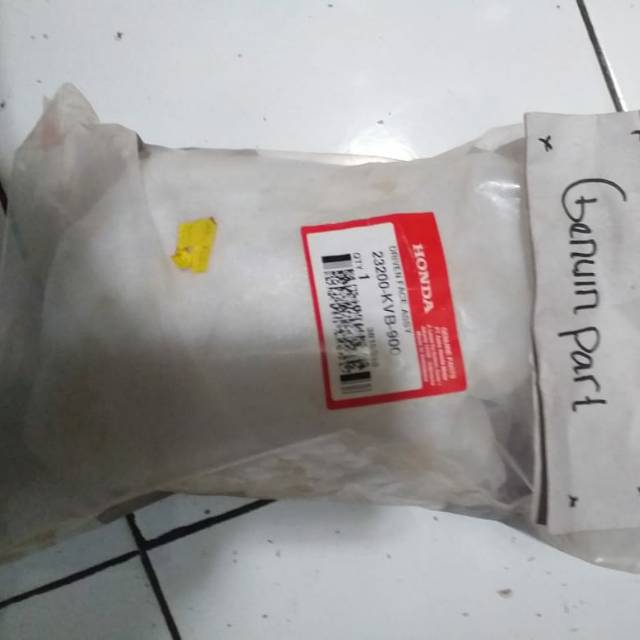 HONDA
DRIVEN FACE ASSY
23200-KVB-900
QTY 1
Genuin part